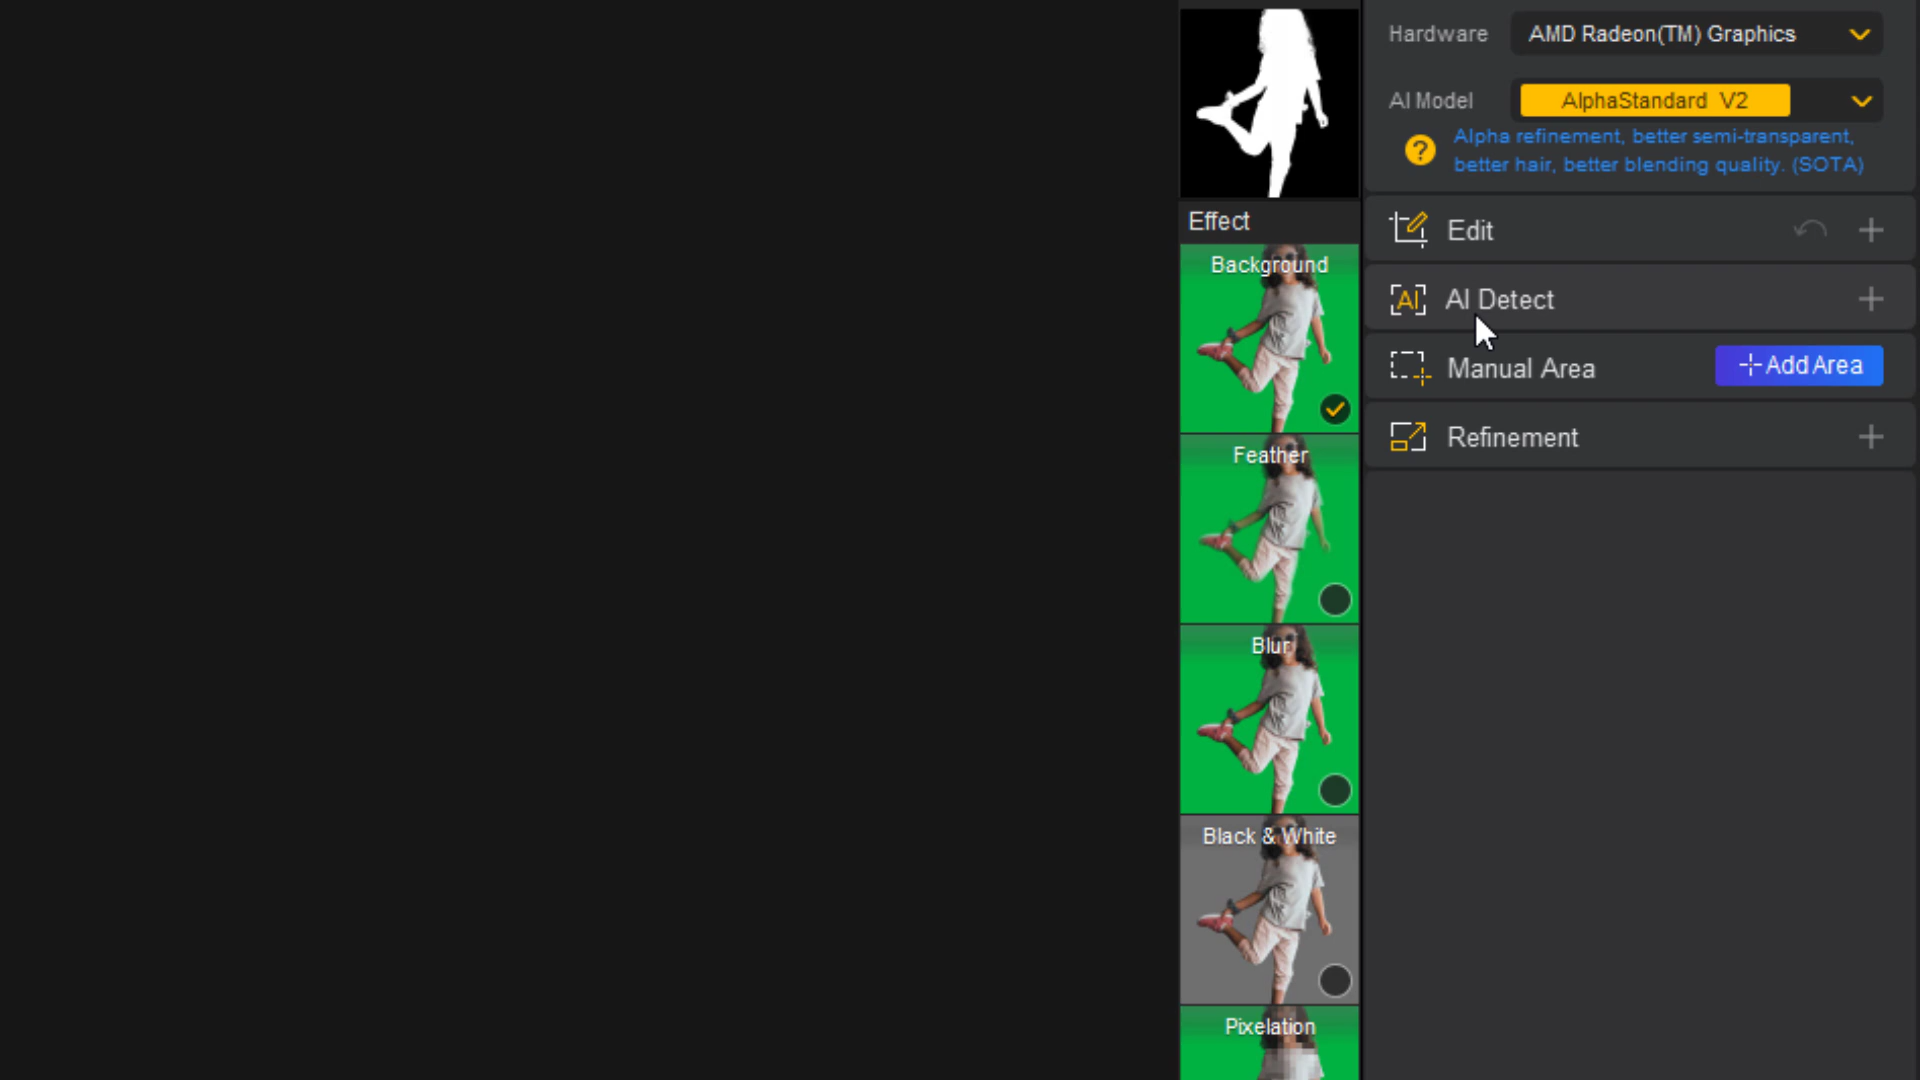 Hardware
AMD Radeon(TM) Graphics
AI Model
AlphaStandard V2
?
Alpha refinement, better semi-transparent,
better hair, better blending quality. (SOTA)
Effect
Background
Feather
Blur
Black & White
Pixelation
Edit
AI
AI Detect
Manual Area
Add Area
Refinement